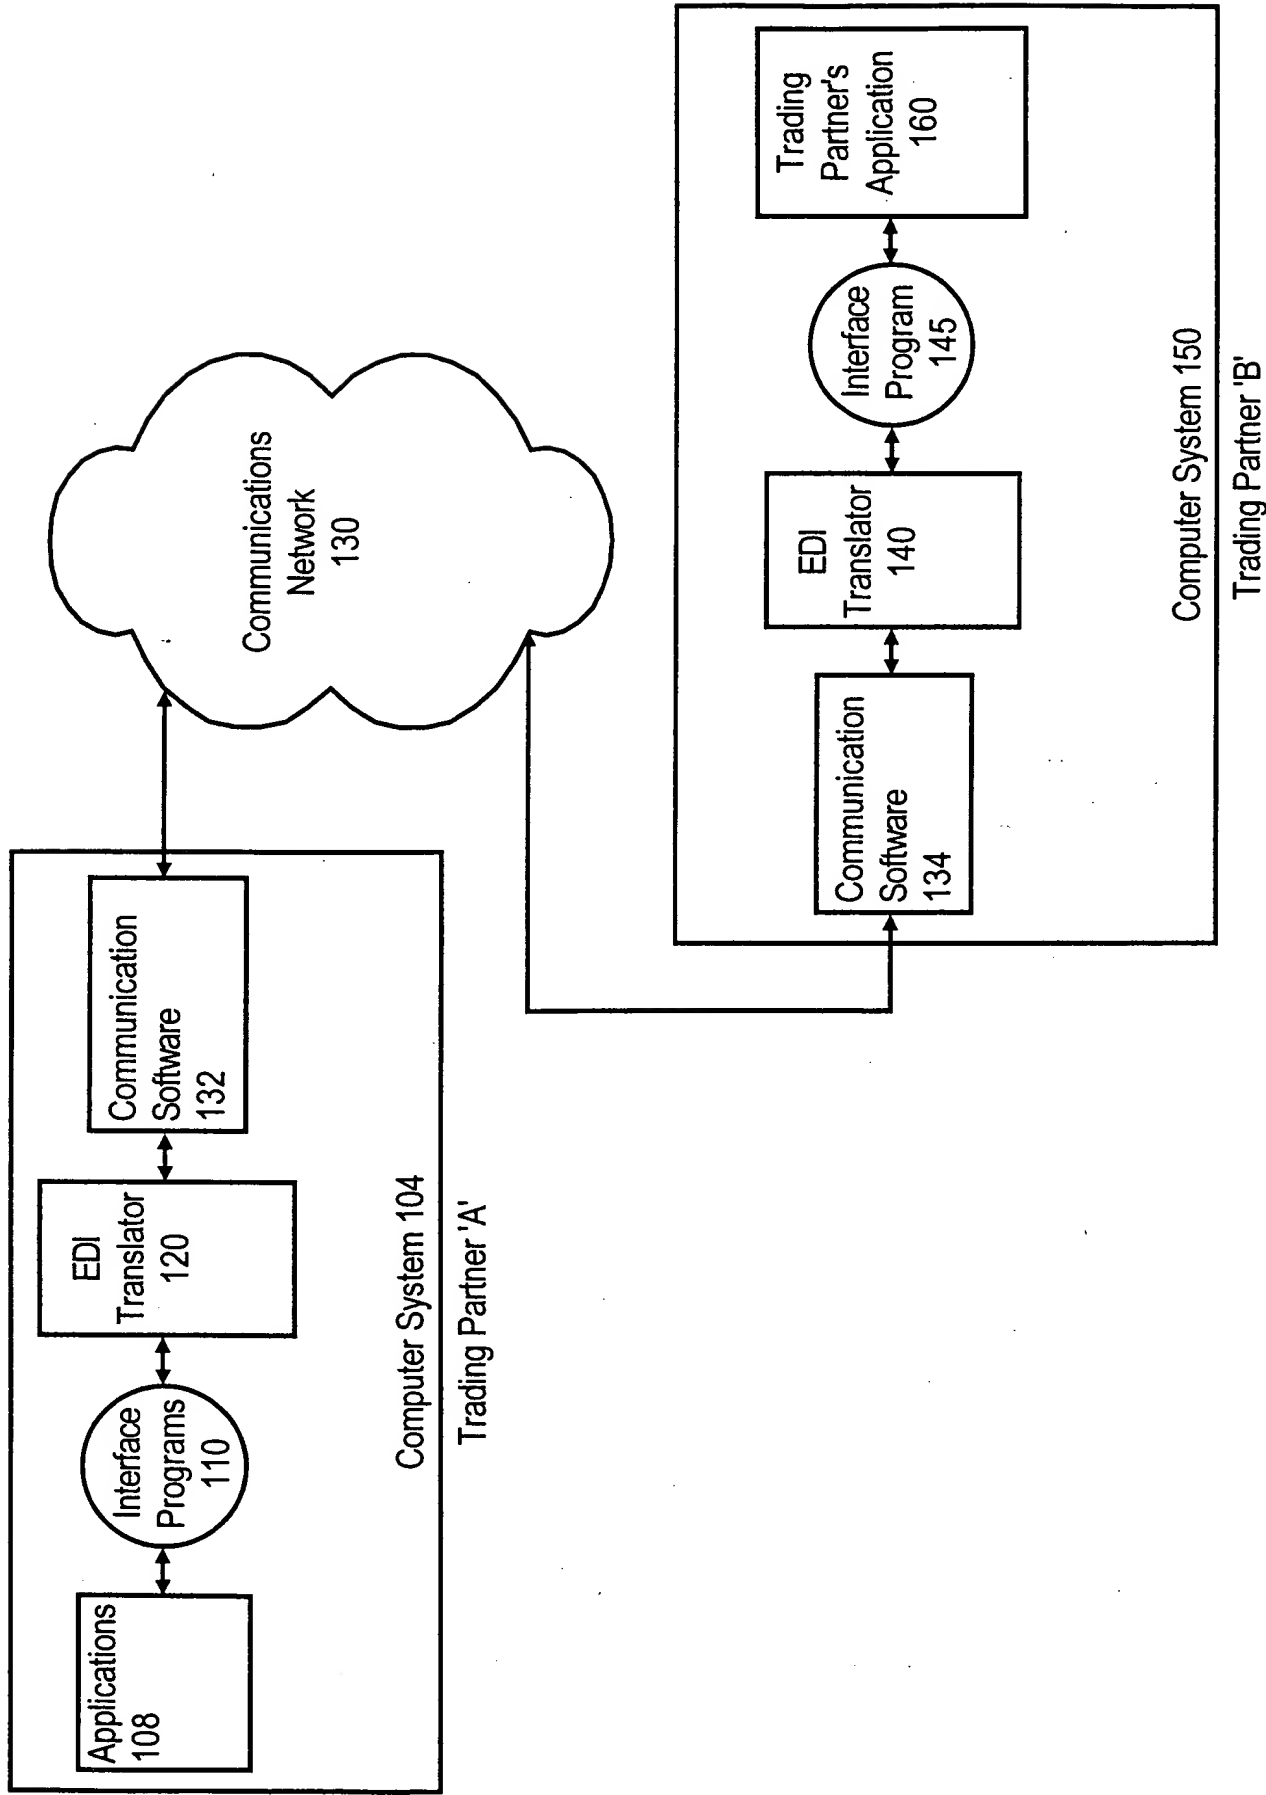 Applications
108
Interface
Programs
110
EDI
Translator
120
Communication
Software
132
Computer System 104
Trading Partner 'A'
Communications
Network
130
Communication
Software
134
EDI
Translator
140
Interface
Program
145
Trading
Partner's
Application
160
Computer System 150
Trading Partner 'B'